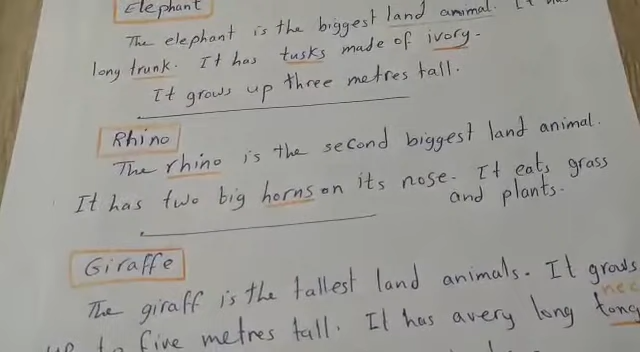 Elephant
The elephant is the biggest land animal. It has
long trunk. It has tusks made of ivory.
It grows up three metres tall.
Rhino
The rhino is the second biggest land animal.
It has two big horns on its nose. It eats grass
and plants.
Giraffe
The giraff is the tallest land animals. It grows
up to five metres tall. It has avery long